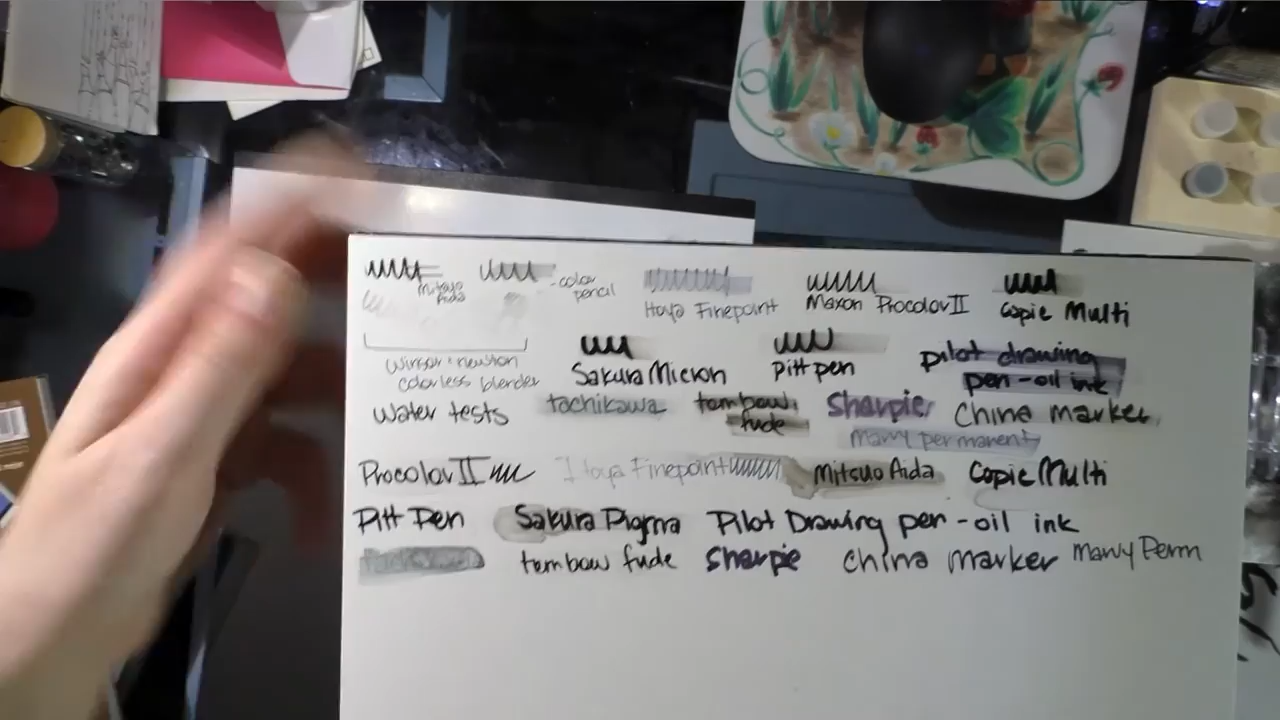 Mitsuo Aida - color pencil Hoya Finepoint Maxon Procolor II Copic Multi
Winsor & newton colorless blender Sakura Micron Pitt pen Pilot drawing pen - oil ink
Water tests tachikawa tombow fude Sharpie China marker
Marvy permanent
Procolor II Hoya Finepoint Mitsuo Aida Copic Multi
Pitt Pen Sakura Pigma Pilot Drawing pen - oil ink
tombow fude Sharpie China marker Marvy Perm